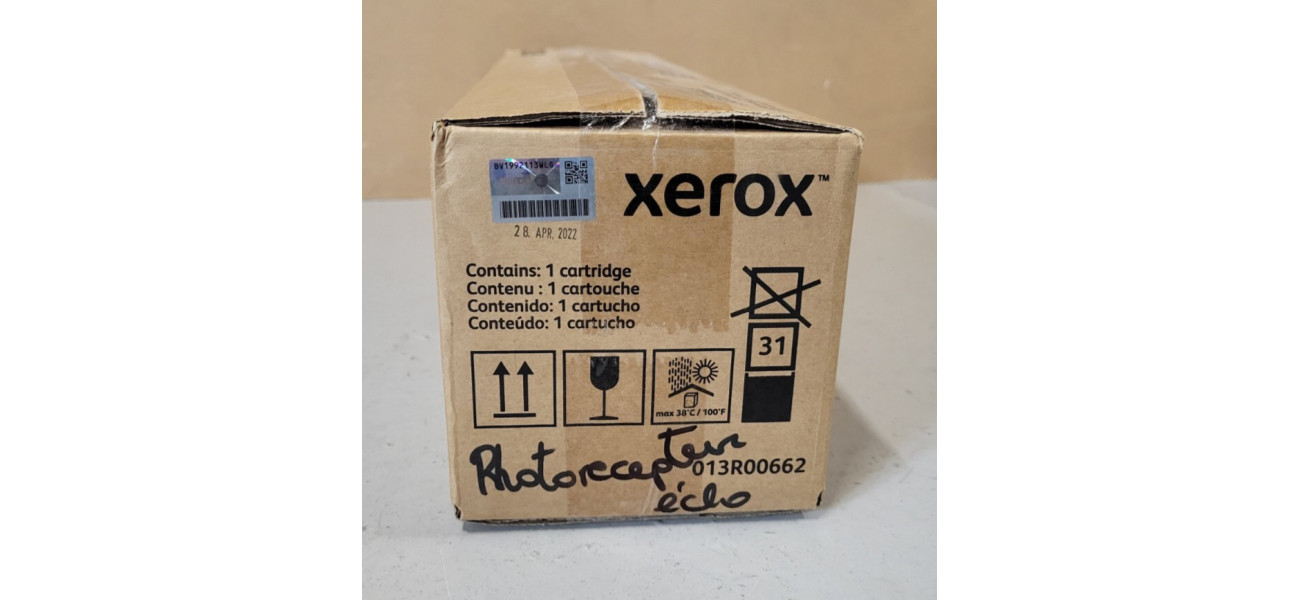 BV1992113WL8
xerox™
28. APR. 2022
Contains: 1 cartridge
Contenu : 1 cartouche
Contenido: 1 cartucho
Conteúdo: 1 cartucho
31
max 38°C / 100°F
Photorecepteur
013R00662
écho